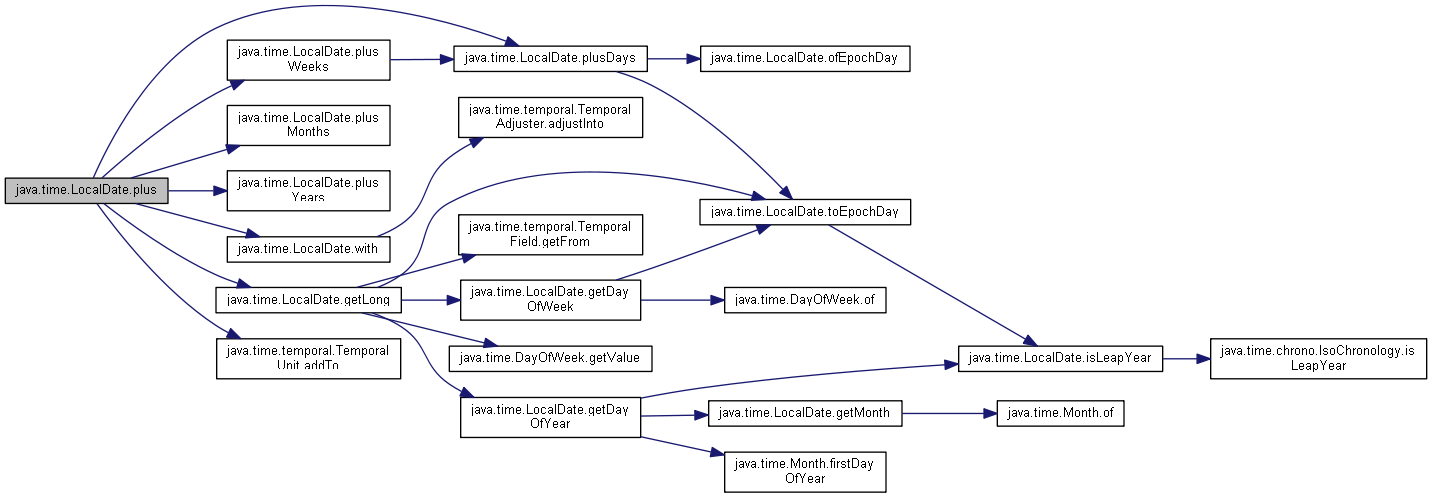 java.time.LocalDate.plus
java.time.LocalDate.plus
Weeks
java.time.LocalDate.plus
Months
java.time.LocalDate.plus
Years
java.time.LocalDate.with
java.time.LocalDate.getLong
java.time.temporal.Temporal
Unit.addTo
java.time.LocalDate.plusDays
java.time.temporal.Temporal
Adjuster.adjustInto
java.time.temporal.Temporal
Field.getFrom
java.time.LocalDate.getDay
OfWeek
java.time.DayOfWeek.getValue
java.time.LocalDate.getDay
OfYear
java.time.LocalDate.ofEpochDay
java.time.LocalDate.toEpochDay
java.time.DayOfWeek.of
java.time.LocalDate.getMonth
java.time.Month.firstDay
OfYear
java.time.LocalDate.isLeapYear
java.time.Month.of
java.time.chrono.IsoChronology.is
LeapYear